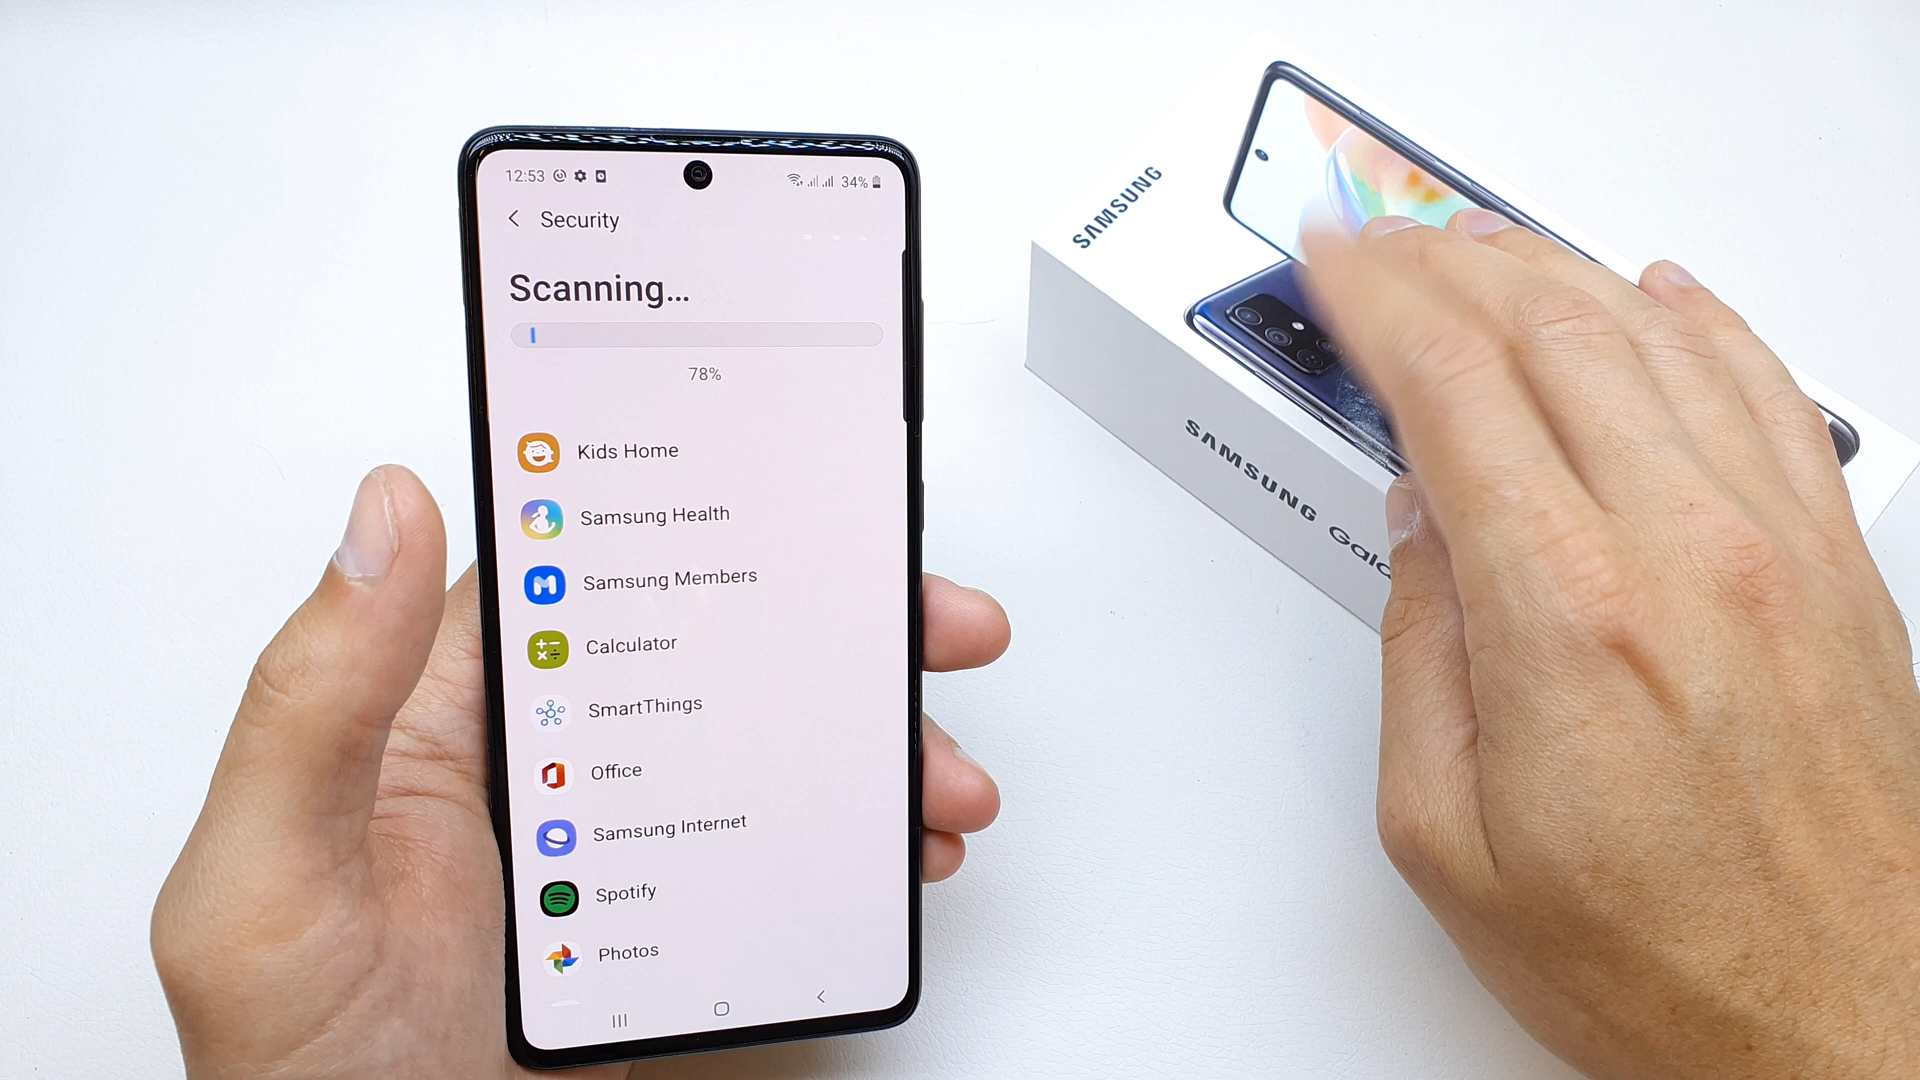 12:53
34%
Security
Scanning...
78%
Kids Home
Samsung Health
Samsung Members
Calculator
SmartThings
Office
Samsung Internet
Spotify
Photos
SAMSUNG
SAMSUNG